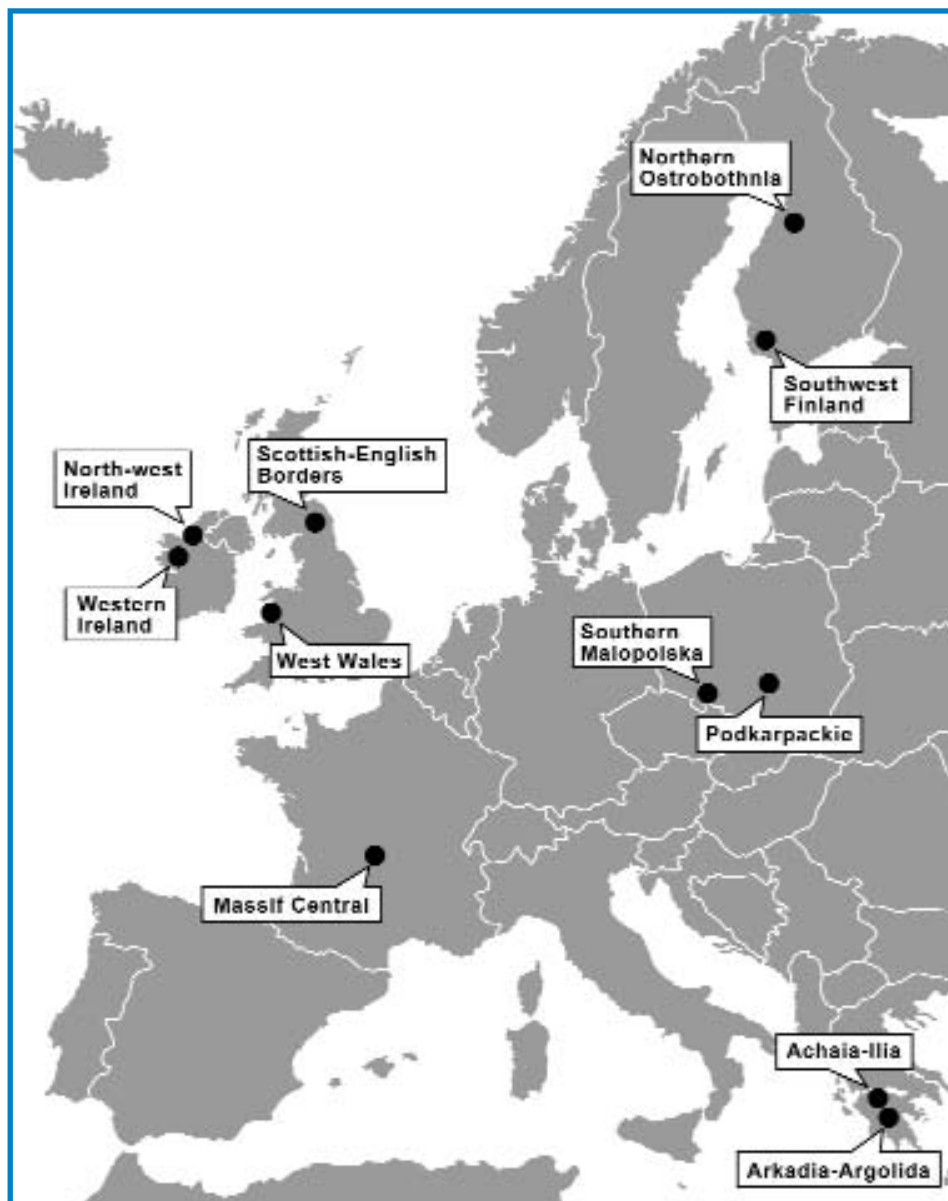 Northern
Ostrobothnia
Southwest
Finland
Scottish-English
Borders
North-west
Ireland
Western
Ireland
West Wales
Southern
Malopolska
Podkarpackie
Massif Central
Achaia-Ilia
Arkadia-Argolida